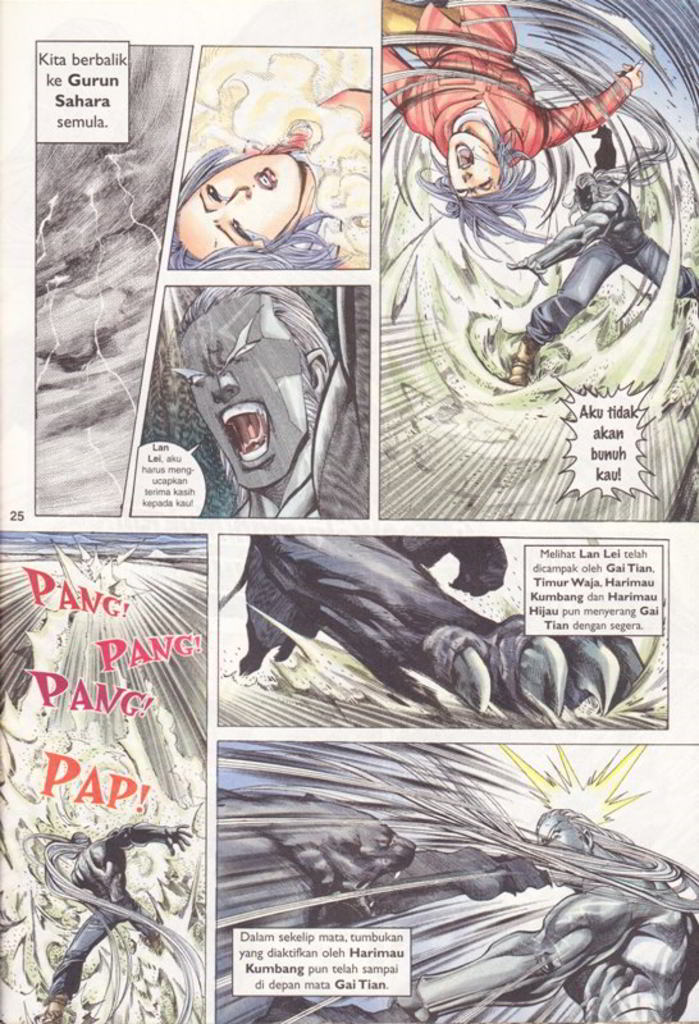 Kita berbalik
ke Gurun
Sahara
semula.
Lan
Lei, aku
harus meng-
ucapkan
terima kasih
kepada kau!
Aku tidak
akan
bunuh
kau!
25
PANG!
PANG!
PANG!
PAP!
Melihat Lan Lei telah
dicampak oleh Gai Tian,
Timur Waja, Harimau
Kumbang dan Harimau
Hijau pun menyerang Gai
Tian dengan segera.
Dalam sekelip mata, tumbukan
yang diaktifkan oleh Harimau
Kumbang pun telah sampai
di depan mata Gai Tian.